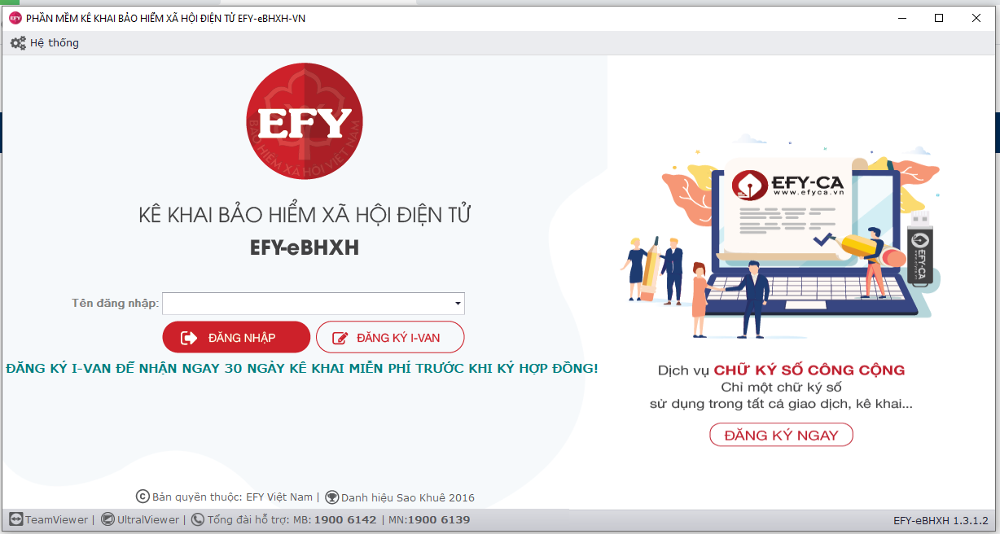 PHẦN MỀM KÊ KHAI BẢO HIỂM XÃ HỘI ĐIỆN TỬ EFY-eBHXH-VN
Hệ thống
EFY
BẢO HIỂM XÃ HỘI VIỆT NAM
KÊ KHAI BẢO HIỂM XÃ HỘI ĐIỆN TỬ
EFY-eBHXH
Tên đăng nhập:
ĐĂNG NHẬP
ĐĂNG KÝ I-VAN
ĐĂNG KÝ I-VAN ĐỂ NHẬN NGAY 30 NGÀY KÊ KHAI MIỄN PHÍ TRƯỚC KHI KÝ HỢP ĐỒNG!
Bản quyền thuộc: EFY Việt Nam | Danh hiệu Sao Khuê 2016
EFY-CA
www.efyca.vn
EFY-CA
Dịch vụ CHỮ KÝ SỐ CÔNG CỘNG
Chỉ một chữ ký số
sử dụng trong tất cả giao dịch, kê khai...
ĐĂNG KÝ NGAY
TeamViewer | UltralViewer | Tổng đài hỗ trợ: MB: 1900 6142 | MN:1900 6139
EFY-eBHXH 1.3.1.2